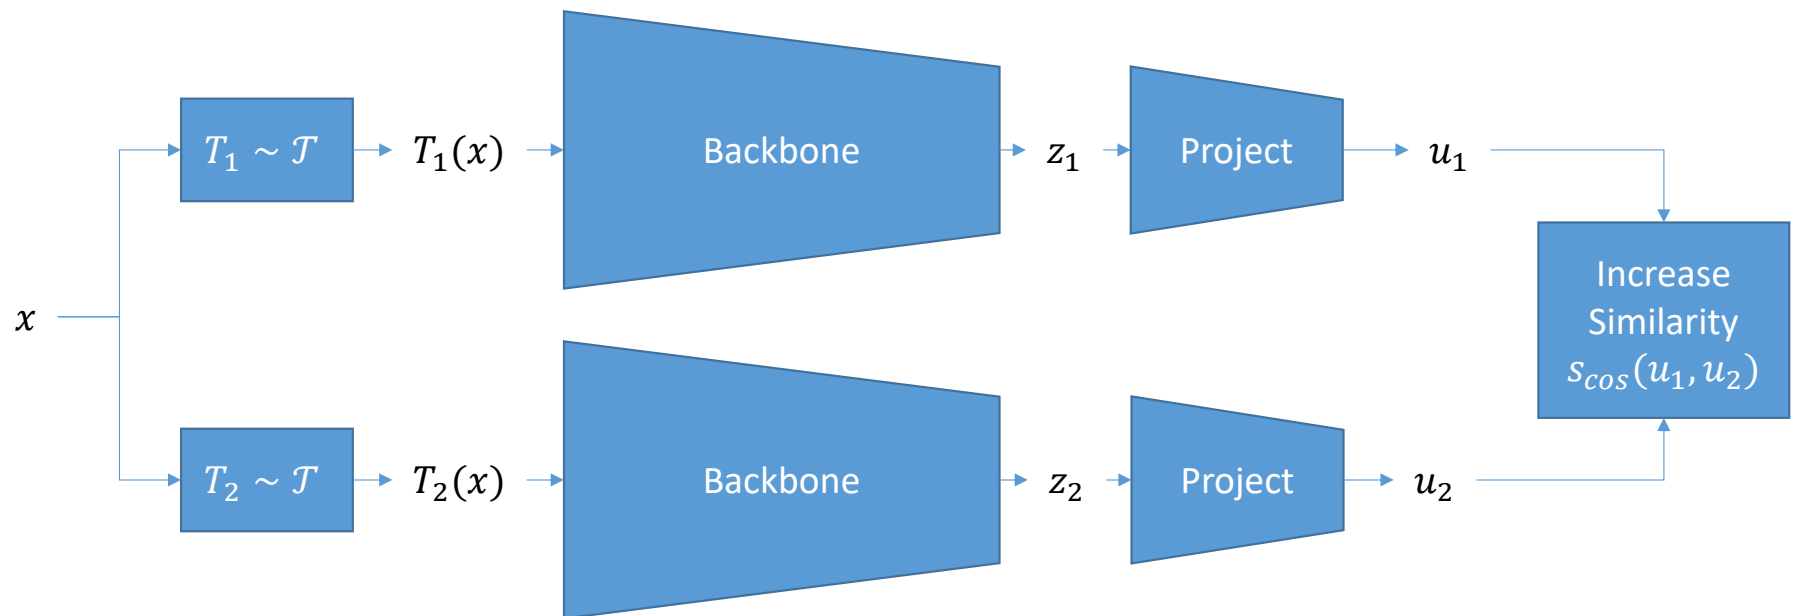 x
T₁ ~ 𝒯
T₁(x)
Backbone
z₁
Project
u₁
Increase
Similarity
s_cos(u₁, u₂)
T₂ ~ 𝒯
T₂(x)
Backbone
z₂
Project
u₂